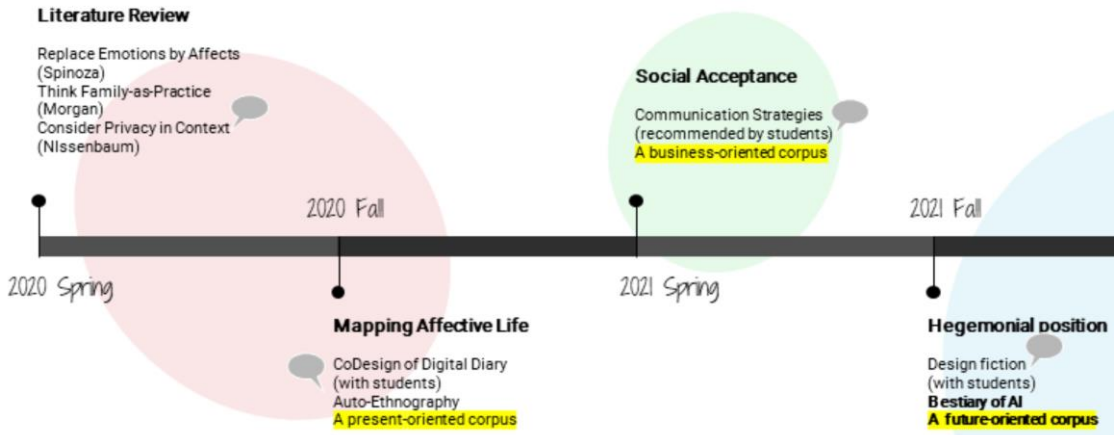 Literature Review
Replace Emotions by Affects
(Spinoza)
Think Family-as-Practice
(Morgan)
Consider Privacy in Context
(NIssenbaum)
Social Acceptance
Communication Strategies
(recommended by students)
A business-oriented corpus
2020 Fall
2021 Fall
2020 Spring
2021 Spring
Mapping Affective Life
CoDesign of Digital Diary
(with students)
Auto-Ethnography
A present-oriented corpus
Hegemonial position
Design fiction
(with students)
Bestiary of AI
A future-oriented corpus